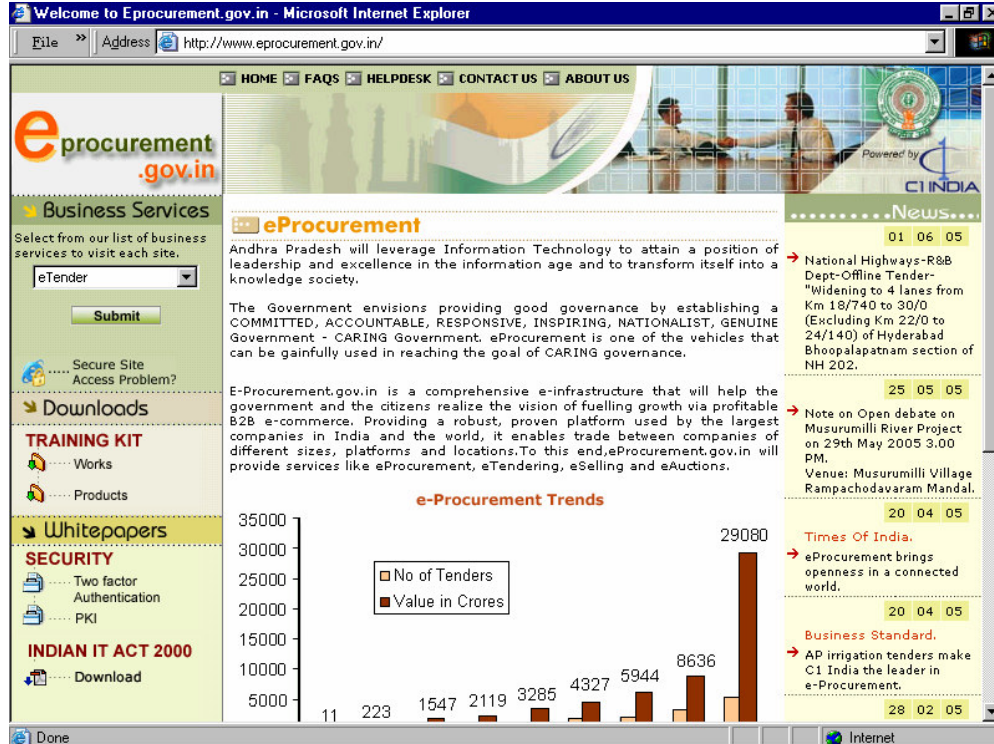 Welcome to Eprocurement.gov.in - Microsoft Internet Explorer
File » Address http://www.eprocurement.gov.in/
HOME FAQS HELPDESK CONTACT US ABOUT US
eprocurement
.gov.in
Powered by
C1 INDIA
Business Services
Select from our list of business
services to visit each site.
eTender
Submit
Secure Site
Access Problem?
Downloads
TRAINING KIT
Works
Products
Whitepapers
SECURITY
Two factor
Authentication
PKI
INDIAN IT ACT 2000
Download
eProcurement
Andhra Pradesh will leverage Information Technology to attain a position of
leadership and excellence in the information age and to transform itself into a
knowledge society.
The Government envisions providing good governance by establishing a
COMMITTED, ACCOUNTABLE, RESPONSIVE, INSPIRING, NATIONALIST, GENUINE
Government - CARING Government. eProcurement is one of the vehicles that
can be gainfully used in reaching the goal of CARING governance.
E-Procurement.gov.in is a comprehensive e-infrastructure that will help the
government and the citizens realize the vision of fuelling growth via profitable
B2B e-commerce. Providing a robust, proven platform used by the largest
companies in India and the world, it enables trade between companies of
different sizes, platforms and locations.To this end,eProcurement.gov.in will
provide services like eProcurement, eTendering, eSelling and eAuctions.
e-Procurement Trends
35000
30000
25000
20000
15000
10000
5000
No of Tenders
Value in Crores
11 223 1547 2119 3285 4327 5944 8636 29080
.........News....
01 06 05
National Highways-R&B
Dept-Offline Tender-
"Widening to 4 lanes from
Km 18/740 to 30/0
(Excluding Km 22/0 to
24/140) of Hyderabad
Bhoopalapatnam section of
NH 202.
25 05 05
Note on Open debate on
Musurumilli River Project
on 29th May 2005 3.00
PM.
Venue: Musurumilli Village
Rampachodavaram Mandal.
20 04 05
Times Of India.
eProcurement brings
openness in a connected
world.
20 04 05
Business Standard.
AP irrigation tenders make
C1 India the leader in
e-Procurement.
28 02 05
Done
Internet